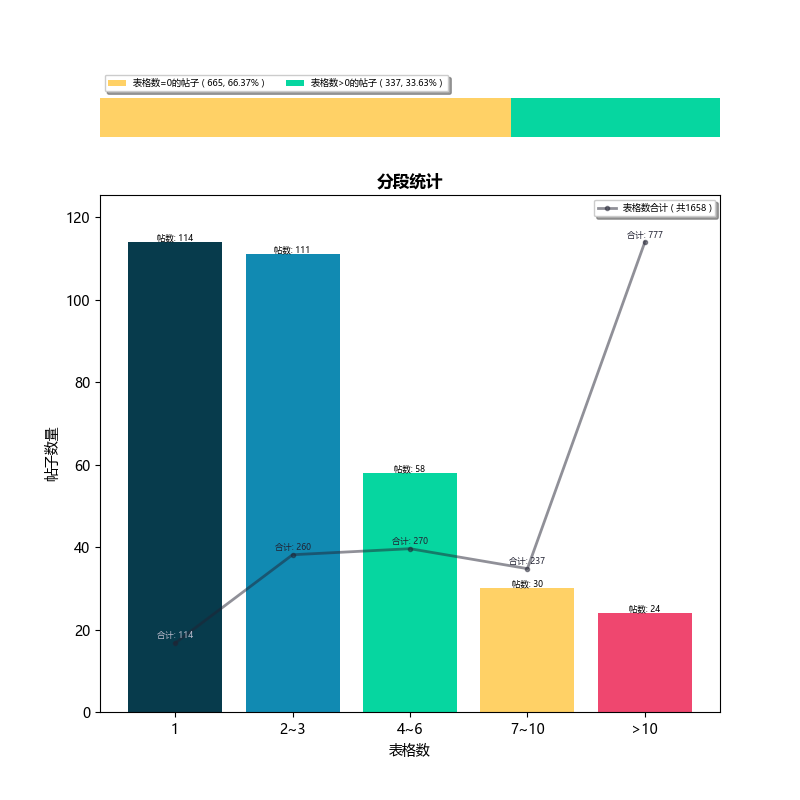 表格数=0的帖子 ( 665, 66.37% ) 表格数>0的帖子 ( 337, 33.63% )
分段统计
表格数合计 ( 共1658 )
120
100
80
60
40
20
0
帖子数量
帖数: 114
帖数: 111
帖数: 58
帖数: 30
帖数: 24
合计: 114
合计: 260
合计: 270
合计: 237
合计: 777
1 2~3 4~6 7~10 >10
表格数